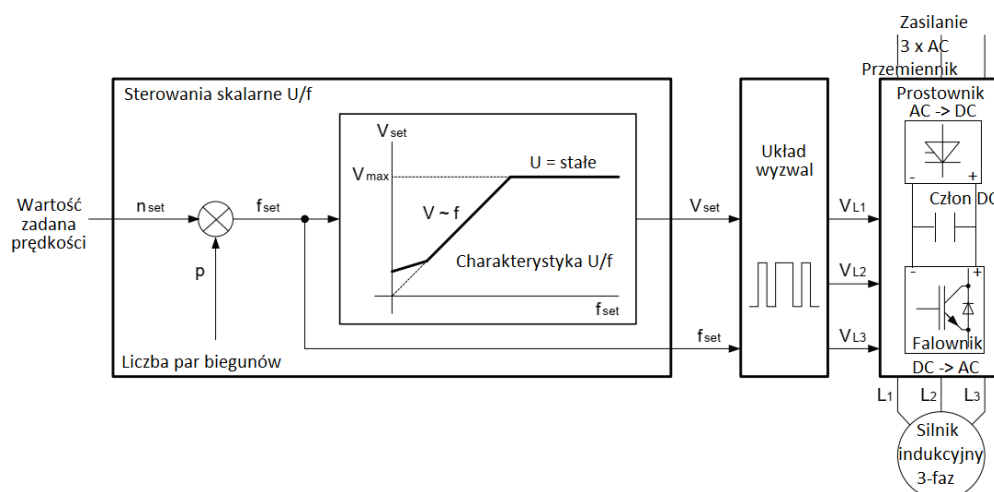 Zasilanie
3 x AC
Przemiennik
Sterowania skalarne U/f
Prostownik
AC -> DC
- +
Człon DC
- +
Falownik
DC -> AC
Vset
Vmax
U = stałe
V ~ f
Charakterystyka U/f
fset
Układ
wyzwal
Wartość
zadana
prędkości
nset
fset
p
Liczba par biegunów
Vset
fset
VL1
VL2
VL3
L1 L2 L3
Silnik
indukcyjny
3-faz